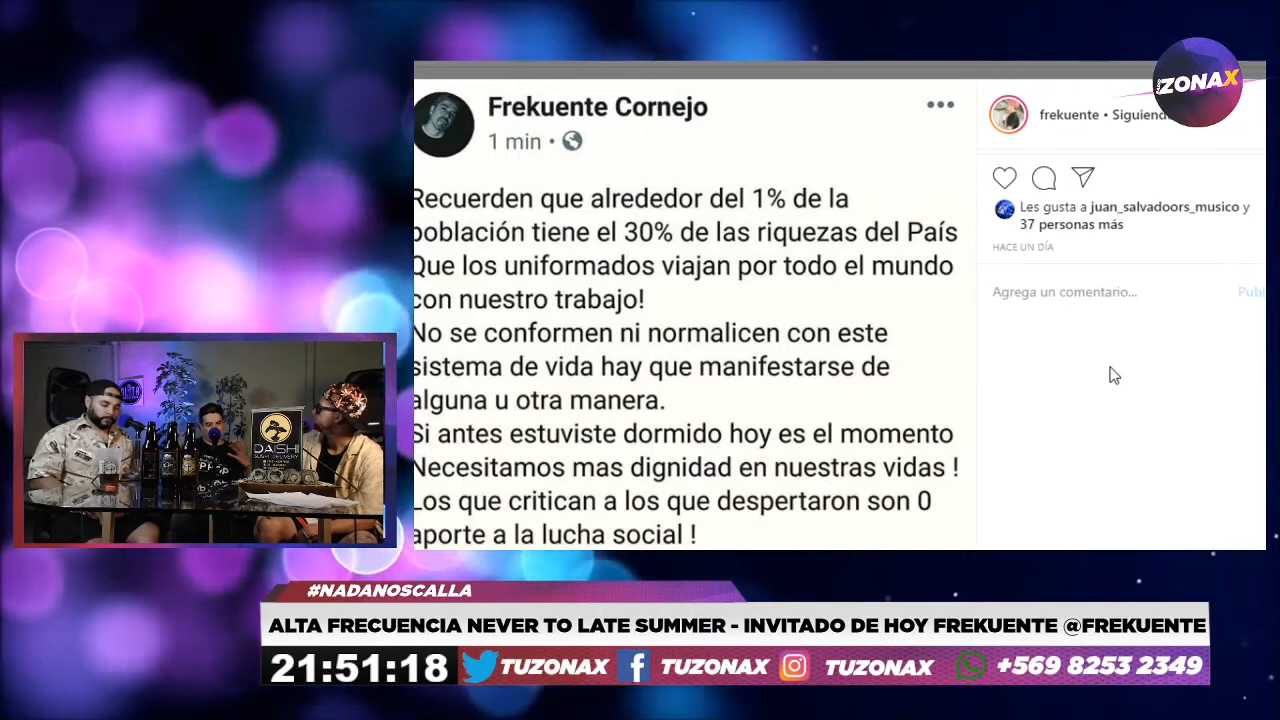 ZONAX
Frekuente Cornejo
1 min •
Recuerden que alrededor del 1% de la
población tiene el 30% de las riquezas del País
Que los uniformados viajan por todo el mundo
con nuestro trabajo!
No se conformen ni normalicen con este
sistema de vida hay que manifestarse de
alguna u otra manera.
Si antes estuviste dormido hoy es el momento
Necesitamos mas dignidad en nuestras vidas !
Los que critican a los que despertaron son 0
aporte a la lucha social !
frekuente • Siguiend
Les gusta a juan_salvadoors_musico y
37 personas más
HACE UN DÍA
Agrega un comentario...
Publ
DAISHI
SUSHI DELIVERY
#NADANOSCALLA
ALTA FRECUENCIA NEVER TO LATE SUMMER - INVITADO DE HOY FREKUENTE @FREKUENTE
21:51:18 TUZONAX TUZONAX TUZONAX +569 8253 2349